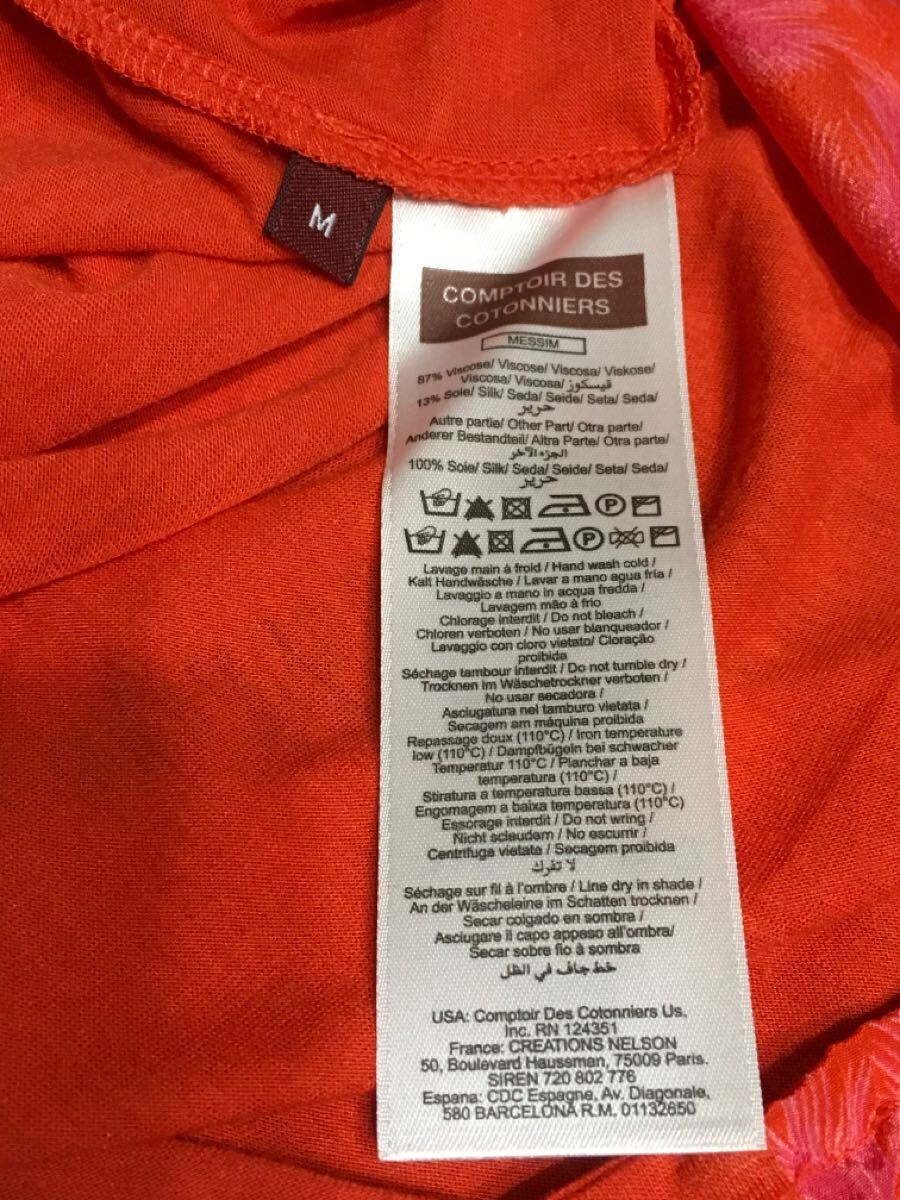 M
COMPTOIR DES
COTONNIERS
MESSIM
87% Viscose/ Viscose/ Viscosa/ Viskose/
Viscosa/ Viscosa/ ڤيسكوز
13% Soie/ Silk/ Seda/ Seide/ Seta/ Seda/
حرير
Autre partie/ Other Part/ Otra parte/
Anderer Bestandteil/ Altra Parte/ Otra parte/
الجزء الآخر
100% Soie/ Silk/ Seda/ Seide/ Seta/ Seda/
حرير
P
P
Lavage main à froid / Hand wash cold /
Kalt Handwäsche / Lavar a mano agua fría /
Lavaggio a mano in acqua fredda /
Lavagem mão à frio
Chlorage interdit / Do not bleach /
Chloren verboten / No usar blanqueador /
Lavaggio con cloro vietato/ Cloração
proibida
Séchage tambour interdit / Do not tumble dry /
Trocknen im Wäschetrockner verboten /
No usar secadora /
Asciugatura nel tamburo vietata /
Secagem am máquina proibida
Repassage doux (110°C) / Iron temperature
low (110°C) / Dampfbügeln bei schwacher
Temperatur 110°C / Planchar a baja
temperatura (110°C) /
Stiratura a temperatura bassa (110°C) /
Engomagem a baixa temperatura (110°C)
Essorage interdit / Do not wring /
Nicht scleudem / No escurrir /
Centrifuga vietata / Secagem proibida
لا تفرك
Séchage sur fil à l'ombre / Line dry in shade /
An der Wäscheleine im Schatten trocknen /
Secar colgado en sombra /
Asciugare il capo appeso all'ombra/
Secar sobre fio à sombra
خط جاف في الظل
USA: Comptoir Des Cotonniers Us,
Inc. RN 124351
France: CREATIONS NELSON
50, Boulevard Haussman, 75009 Paris.
SIREN 720 802 776
Espana: CDC Espagne, Av. Diagonale,
580 BARCELONA R.M. 01132650